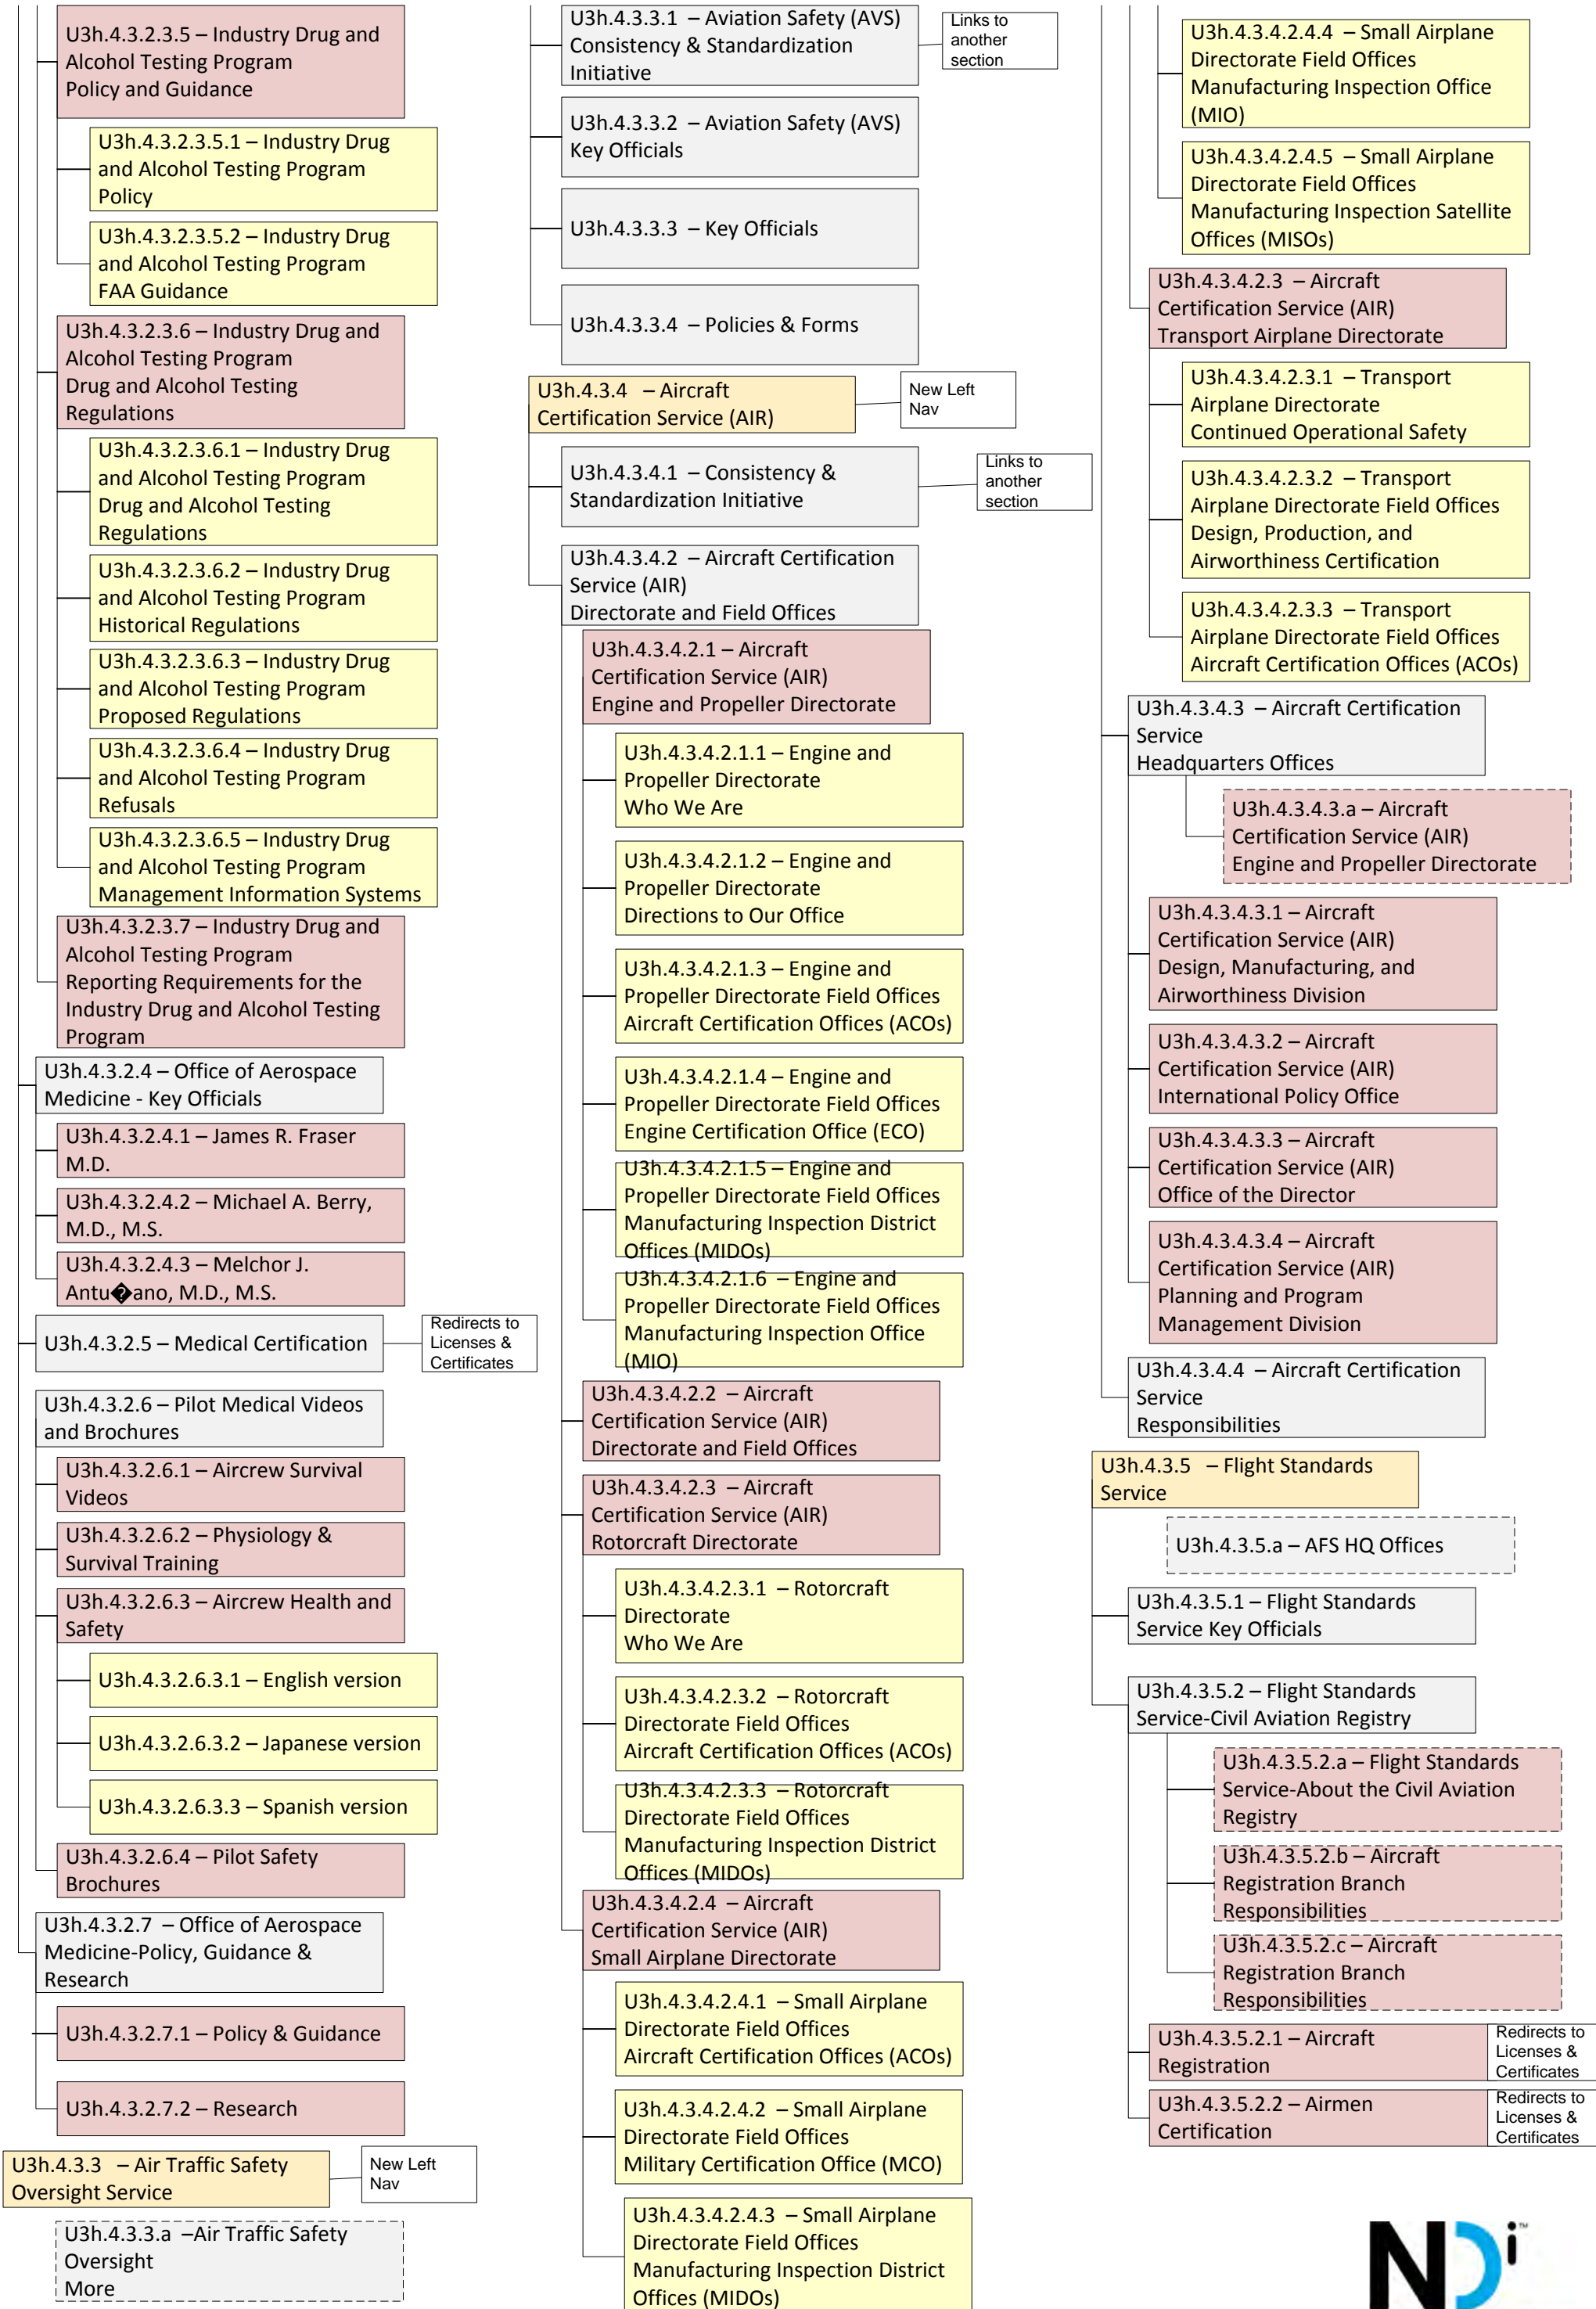 U3h.4.3.2.3.5 – Industry Drug and
Alcohol Testing Program
Policy and Guidance
U3h.4.3.2.3.5.1 – Industry Drug
and Alcohol Testing Program
Policy
U3h.4.3.2.3.5.2 – Industry Drug
and Alcohol Testing Program
FAA Guidance
U3h.4.3.2.3.6 – Industry Drug and
Alcohol Testing Program
Drug and Alcohol Testing
Regulations
U3h.4.3.2.3.6.1 – Industry Drug
and Alcohol Testing Program
Drug and Alcohol Testing
Regulations
U3h.4.3.2.3.6.2 – Industry Drug
and Alcohol Testing Program
Historical Regulations
U3h.4.3.2.3.6.3 – Industry Drug
and Alcohol Testing Program
Proposed Regulations
U3h.4.3.2.3.6.4 – Industry Drug
and Alcohol Testing Program
Refusals
U3h.4.3.2.3.6.5 – Industry Drug
and Alcohol Testing Program
Management Information Systems
U3h.4.3.2.3.7 – Industry Drug and
Alcohol Testing Program
Reporting Requirements for the
Industry Drug and Alcohol Testing
Program
U3h.4.3.2.4 – Office of Aerospace
Medicine - Key Officials
U3h.4.3.2.4.1 – James R. Fraser
M.D.
U3h.4.3.2.4.2 – Michael A. Berry,
M.D., M.S.
U3h.4.3.2.4.3 – Melchor J.
Antu�ano, M.D., M.S.
U3h.4.3.2.5 – Medical Certification
Redirects to
Licenses &
Certificates
U3h.4.3.2.6 – Pilot Medical Videos
and Brochures
U3h.4.3.2.6.1 – Aircrew Survival
Videos
U3h.4.3.2.6.2 – Physiology &
Survival Training
U3h.4.3.2.6.3 – Aircrew Health and
Safety
U3h.4.3.2.6.3.1 – English version
U3h.4.3.2.6.3.2 – Japanese version
U3h.4.3.2.6.3.3 – Spanish version
U3h.4.3.2.6.4 – Pilot Safety
Brochures
U3h.4.3.2.7 – Office of Aerospace
Medicine-Policy, Guidance &
Research
U3h.4.3.2.7.1 – Policy & Guidance
U3h.4.3.2.7.2 – Research
U3h.4.3.3 – Air Traffic Safety
Oversight Service
New Left
Nav
U3h.4.3.3.a –Air Traffic Safety
Oversight
More
U3h.4.3.3.1 – Aviation Safety (AVS)
Consistency & Standardization
Initiative
Links to
another
section
U3h.4.3.3.2 – Aviation Safety (AVS)
Key Officials
U3h.4.3.3.3 – Key Officials
U3h.4.3.3.4 – Policies & Forms
U3h.4.3.4 – Aircraft
Certification Service (AIR)
New Left
Nav
U3h.4.3.4.1 – Consistency &
Standardization Initiative
Links to
another
section
U3h.4.3.4.2 – Aircraft Certification
Service (AIR)
Directorate and Field Offices
U3h.4.3.4.2.1 – Aircraft
Certification Service (AIR)
Engine and Propeller Directorate
U3h.4.3.4.2.1.1 – Engine and
Propeller Directorate
Who We Are
U3h.4.3.4.2.1.2 – Engine and
Propeller Directorate
Directions to Our Office
U3h.4.3.4.2.1.3 – Engine and
Propeller Directorate Field Offices
Aircraft Certification Offices (ACOs)
U3h.4.3.4.2.1.4 – Engine and
Propeller Directorate Field Offices
Engine Certification Office (ECO)
U3h.4.3.4.2.1.5 – Engine and
Propeller Directorate Field Offices
Manufacturing Inspection District
Offices (MIDOs)
U3h.4.3.4.2.1.6 – Engine and
Propeller Directorate Field Offices
Manufacturing Inspection Office
(MIO)
U3h.4.3.4.2.2 – Aircraft
Certification Service (AIR)
Directorate and Field Offices
U3h.4.3.4.2.3 – Aircraft
Certification Service (AIR)
Rotorcraft Directorate
U3h.4.3.4.2.3.1 – Rotorcraft
Directorate
Who We Are
U3h.4.3.4.2.3.2 – Rotorcraft
Directorate Field Offices
Aircraft Certification Offices (ACOs)
U3h.4.3.4.2.3.3 – Rotorcraft
Directorate Field Offices
Manufacturing Inspection District
Offices (MIDOs)
U3h.4.3.4.2.4 – Aircraft
Certification Service (AIR)
Small Airplane Directorate
U3h.4.3.4.2.4.1 – Small Airplane
Directorate Field Offices
Aircraft Certification Offices (ACOs)
U3h.4.3.4.2.4.2 – Small Airplane
Directorate Field Offices
Military Certification Office (MCO)
U3h.4.3.4.2.4.3 – Small Airplane
Directorate Field Offices
Manufacturing Inspection District
Offices (MIDOs)
U3h.4.3.4.2.4.4 – Small Airplane
Directorate Field Offices
Manufacturing Inspection Office
(MIO)
U3h.4.3.4.2.4.5 – Small Airplane
Directorate Field Offices
Manufacturing Inspection Satellite
Offices (MISOs)
U3h.4.3.4.2.3 – Aircraft
Certification Service (AIR)
Transport Airplane Directorate
U3h.4.3.4.2.3.1 – Transport
Airplane Directorate
Continued Operational Safety
U3h.4.3.4.2.3.2 – Transport
Airplane Directorate Field Offices
Design, Production, and
Airworthiness Certification
U3h.4.3.4.2.3.3 – Transport
Airplane Directorate Field Offices
Aircraft Certification Offices (ACOs)
U3h.4.3.4.3 – Aircraft Certification
Service
Headquarters Offices
U3h.4.3.4.3.a – Aircraft
Certification Service (AIR)
Engine and Propeller Directorate
U3h.4.3.4.3.1 – Aircraft
Certification Service (AIR)
Design, Manufacturing, and
Airworthiness Division
U3h.4.3.4.3.2 – Aircraft
Certification Service (AIR)
International Policy Office
U3h.4.3.4.3.3 – Aircraft
Certification Service (AIR)
Office of the Director
U3h.4.3.4.3.4 – Aircraft
Certification Service (AIR)
Planning and Program
Management Division
U3h.4.3.4.4 – Aircraft Certification
Service
Responsibilities
U3h.4.3.5 – Flight Standards
Service
U3h.4.3.5.a – AFS HQ Offices
U3h.4.3.5.1 – Flight Standards
Service Key Officials
U3h.4.3.5.2 – Flight Standards
Service-Civil Aviation Registry
U3h.4.3.5.2.a – Flight Standards
Service-About the Civil Aviation
Registry
U3h.4.3.5.2.b – Aircraft
Registration Branch
Responsibilities
U3h.4.3.5.2.c – Aircraft
Registration Branch
Responsibilities
U3h.4.3.5.2.1 – Aircraft
Registration
Redirects to
Licenses &
Certificates
U3h.4.3.5.2.2 – Airmen
Certification
Redirects to
Licenses &
Certificates
NDi™